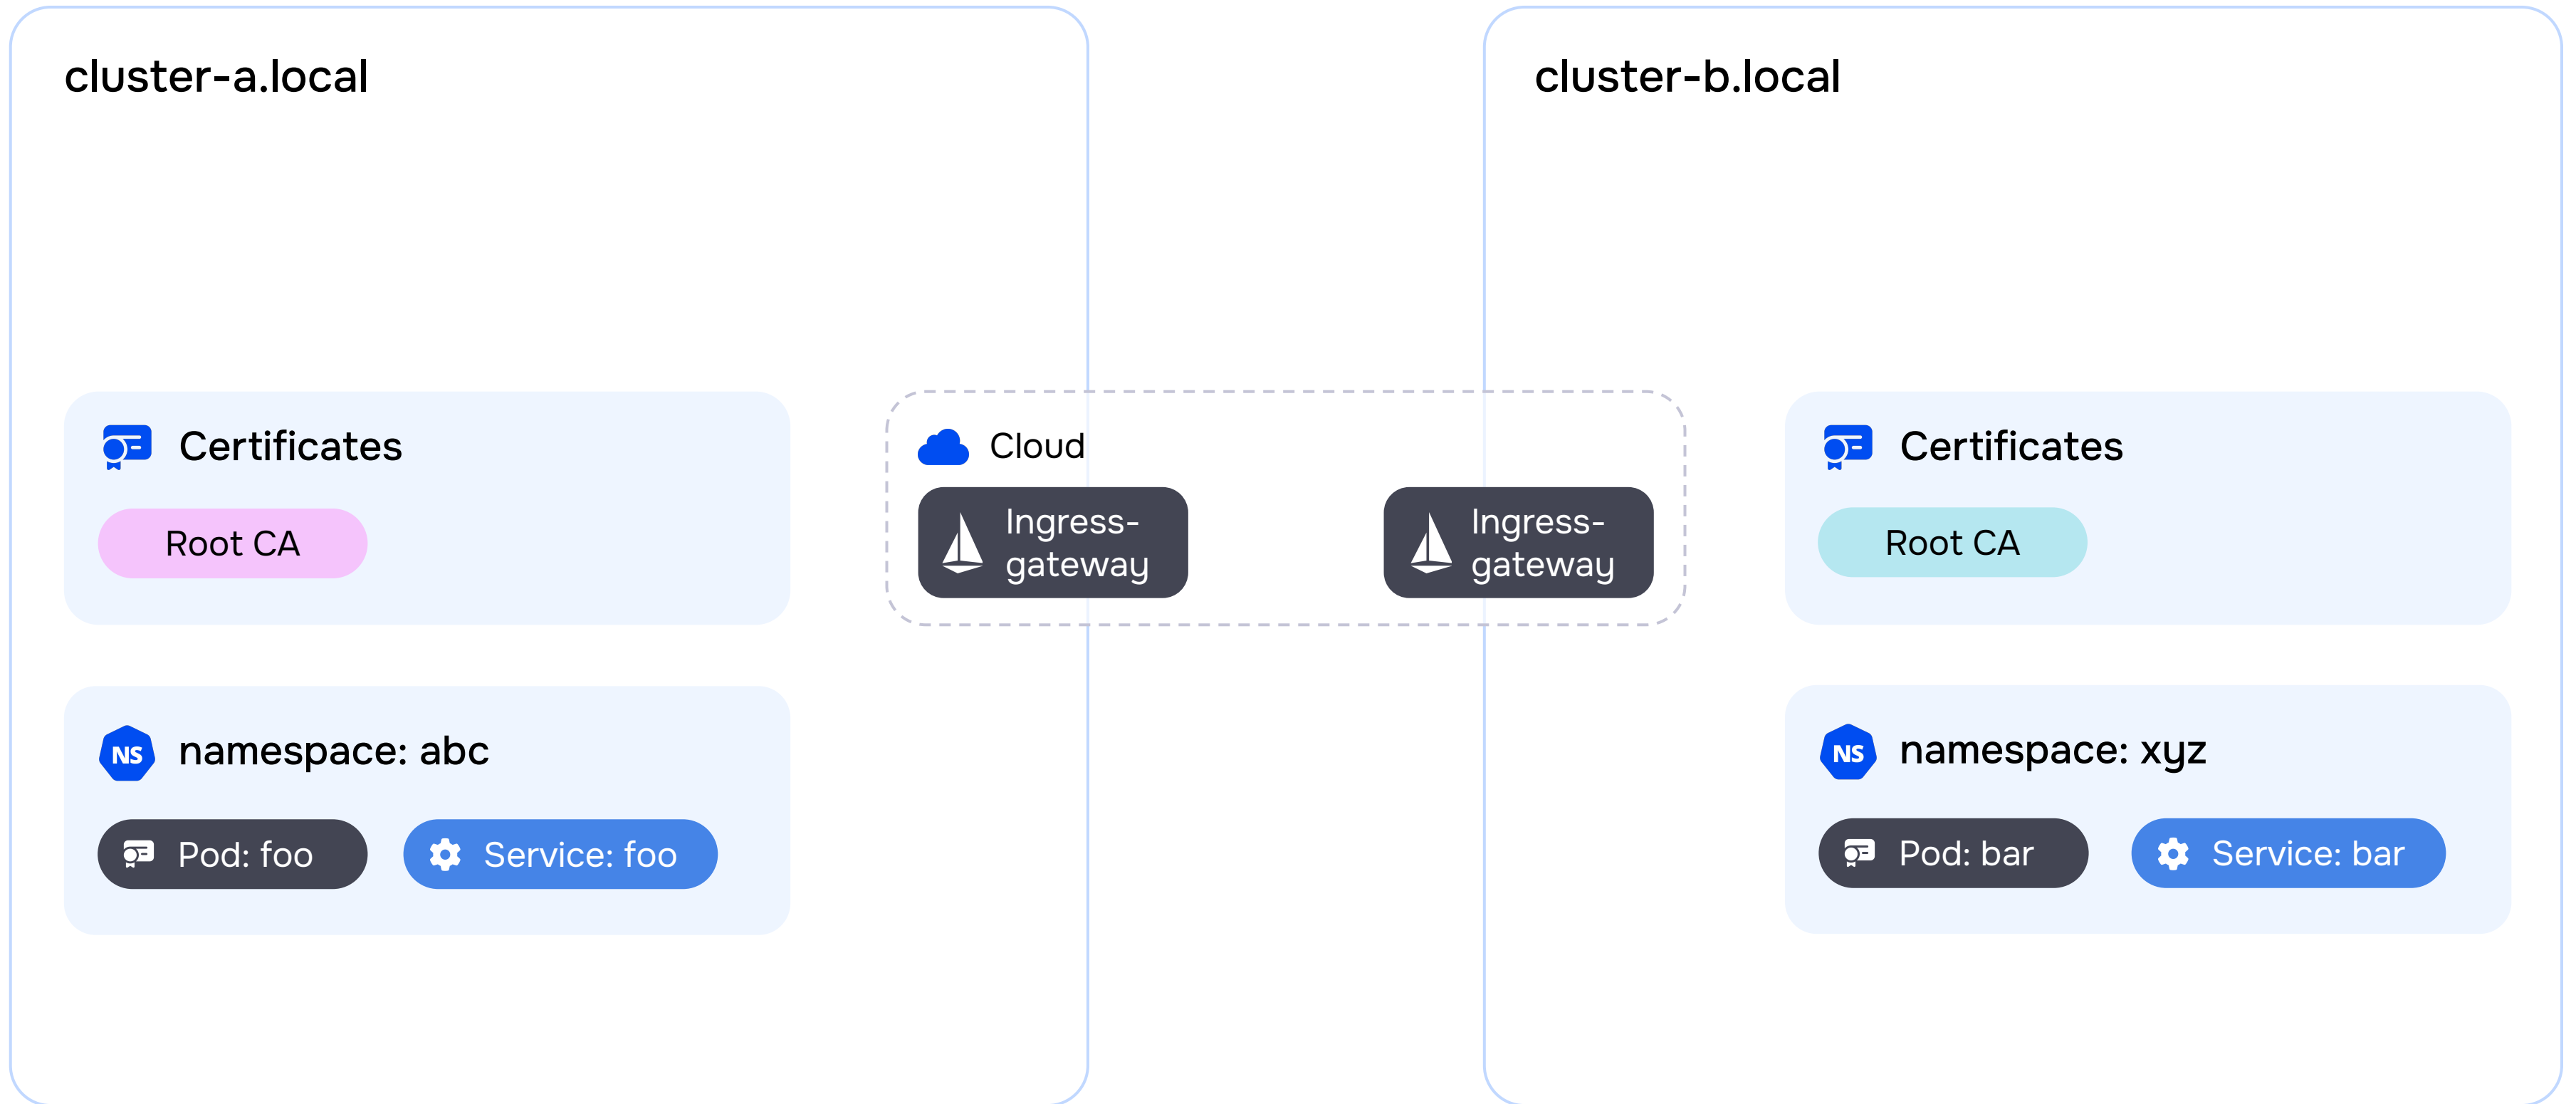 cluster-a.local
Certificates
Root CA
NS
namespace: abc
Pod: foo
Service: foo
Cloud
Ingress-
gateway
Ingress-
gateway
cluster-b.local
Certificates
Root CA
NS
namespace: xyz
Pod: bar
Service: bar